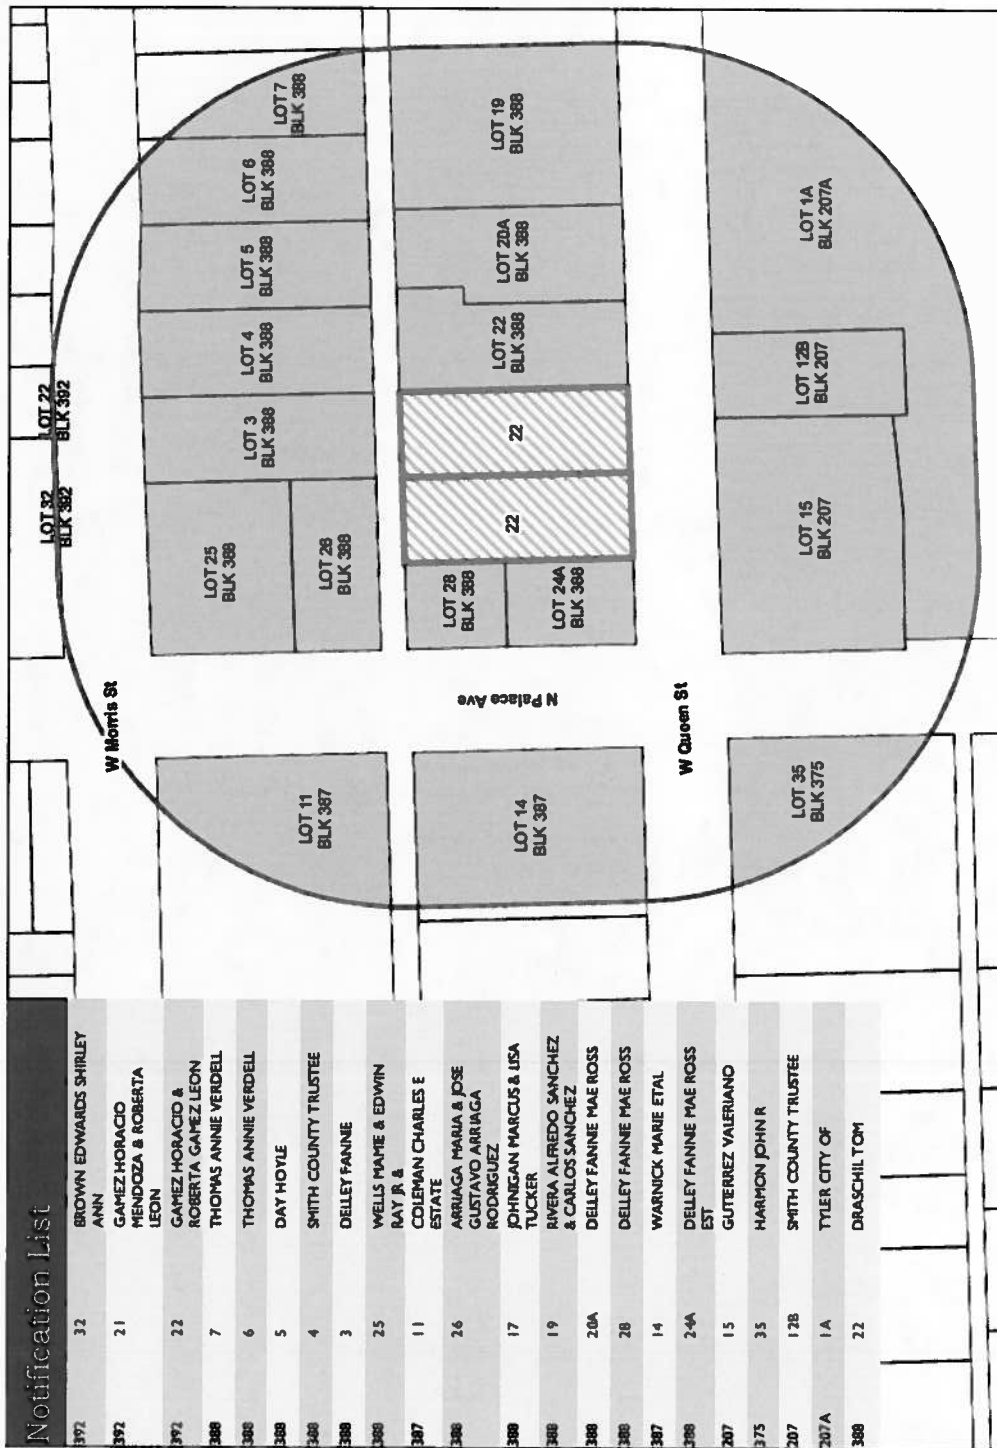 Notification List
392 32 BROWN EDWARDS SHIRLEY
ANN
392 21 GAMEZ HORACIO
MENDOZA & ROBERTA
LEON
392 22 GAMEZ HORACIO &
ROBERTA GAMEZ LEON
388 7 THOMAS ANNIE VERDELL
388 6 THOMAS ANNIE VERDELL
388 5 DAY HOYLE
388 4 SMITH COUNTY TRUSTEE
388 3 DELLEY FANNIE
388 25 WELLS MAMIE & EDWIN
RAY JR &
387 11 COLEMAN CHARLES E
ESTATE
388 26 ARRIAGA MARIA & JOSE
GUSTAVO ARRIAGA
RODRIGUEZ
388 17 JOHNIGAN MARCUS & LISA
TUCKER
388 19 RIVERA ALFREDO SANCHEZ
& CARLOS SANCHEZ
388 20A DELLEY FANNIE MAE ROSS
388 28 DELLEY FANNIE MAE ROSS
387 14 WARNICK MARIE ETAL
388 24A DELLEY FANNIE MAE ROSS
EST
207 15 GUTIERREZ VALERIANO
375 35 HARMON JOHN R
207 12B SMITH COUNTY TRUSTEE
207A 1A TYLER CITY OF
388 22 DRASCHIL TOM
W Morris St
LOT 32
BLK 392
LOT 22
BLK 392
LOT 11
BLK 387
LOT 25
BLK 388
LOT 26
BLK 388
LOT 3
BLK 388
LOT 4
BLK 388
LOT 5
BLK 388
LOT 6
BLK 388
LOT 7
BLK 388
LOT 14
BLK 387
N Palace Ave
LOT 28
BLK 388
LOT 24A
BLK 388
22
22
LOT 22
BLK 388
LOT 20A
BLK 388
LOT 19
BLK 388
W Queen St
LOT 35
BLK 375
LOT 15
BLK 207
LOT 12B
BLK 207
LOT 1A
BLK 207A